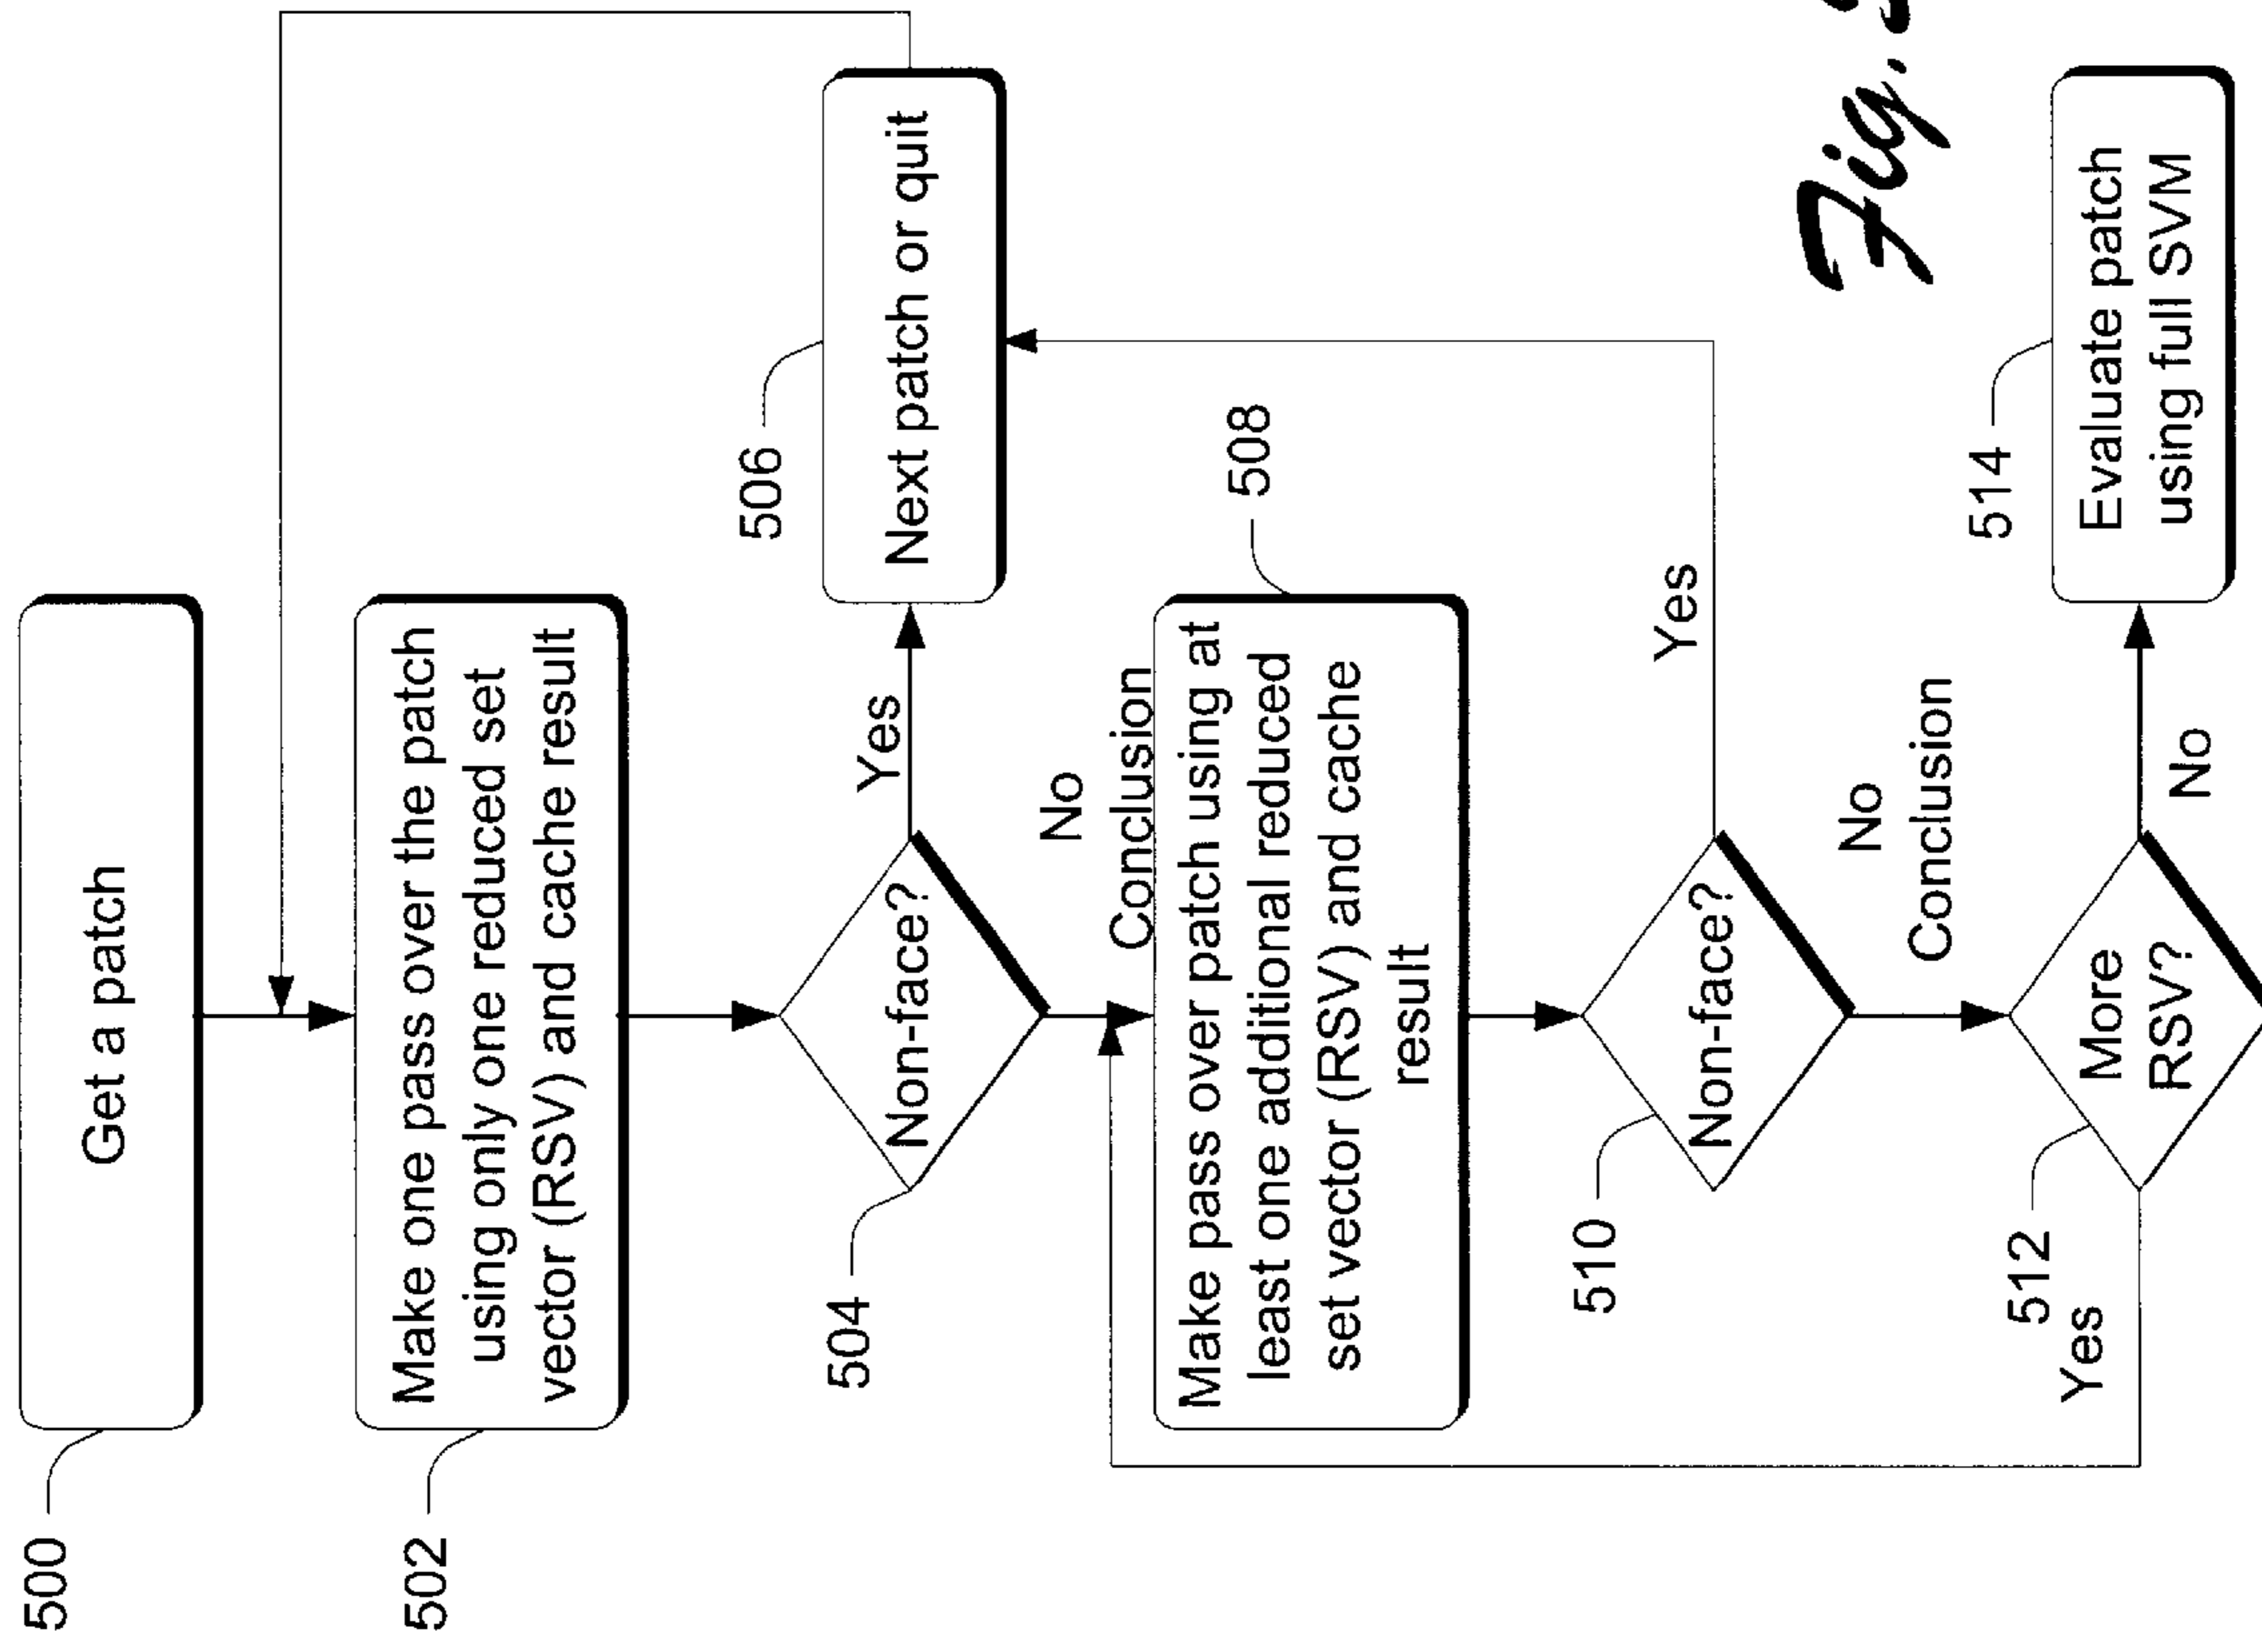 500
Get a patch
502
Make one pass over the patch
using only one reduced set
vector (RSV) and cache result
504
Non-face?
Yes
506
Next patch or quit
No
Conclusion
508
Make pass over patch using at
least one additional reduced
set vector (RSV) and cache
result
510
Non-face?
Yes
No
Conclusion
512
More
RSV?
Yes
No
514
Evaluate patch
using full SVM
Fig.